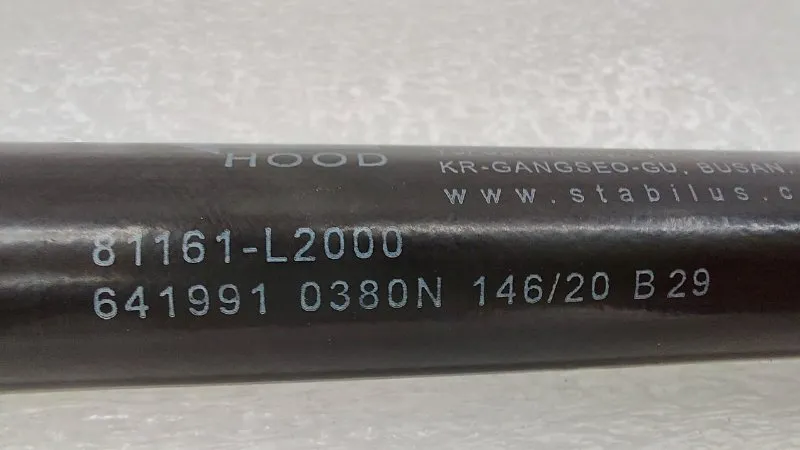 HOOD
KR-GANGSEO-GU, BUSAN,
www.stabilus.c
81161-L2000
641991 0380N 146/20 B29